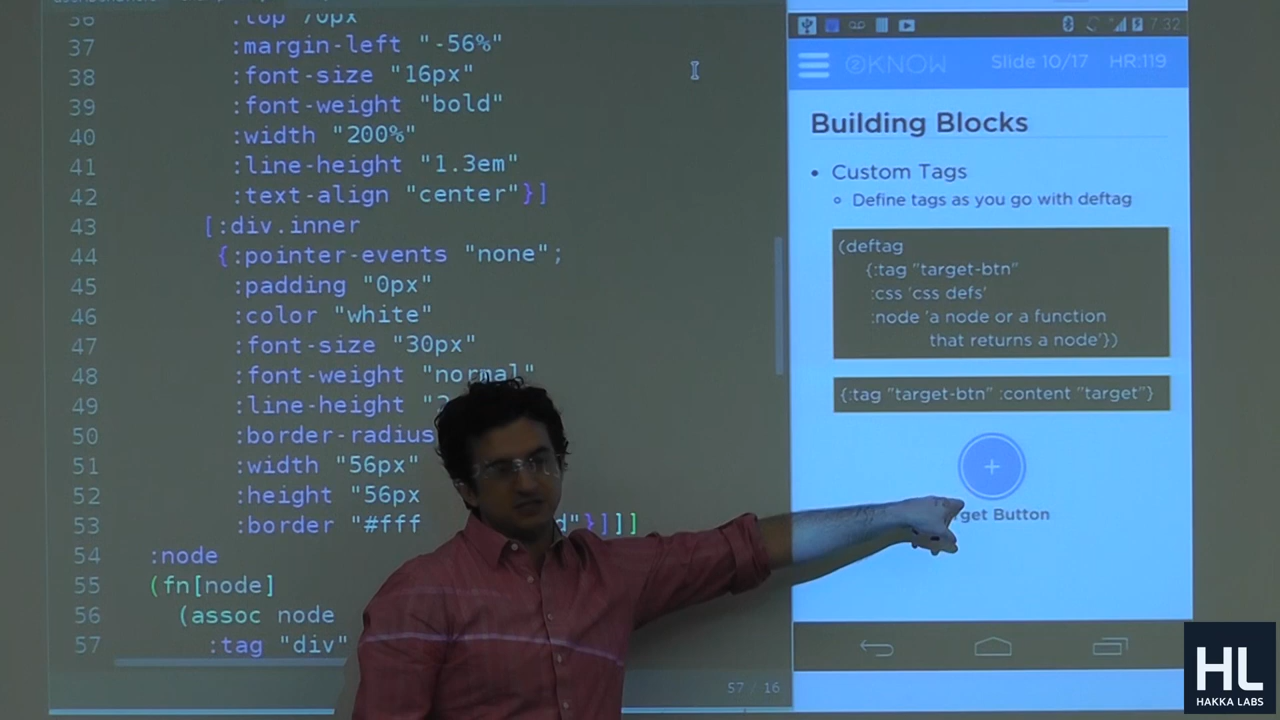 36 :top 70px
37 :margin-left "-56%"
38 :font-size "16px"
39 :font-weight "bold"
40 :width "200%"
41 :line-height "1.3em"
42 :text-align "center"}]
43 [:div.inner
44 {:pointer-events "none";
45 :padding "0px"
46 :color "white"
47 :font-size "30px"
48 :font-weight "normal"
49 :line-height
50 :border-radius
51 :width "56px"
52 :height "56px
53 :border "#fff d"}]]]
54 :node
55 (fn[node]
56 (assoc node
57 :tag "div"
57 / 16
7:32
KNOW Slide 10/17 HR:119
Building Blocks
• Custom Tags
Define tags as you go with deftag
(deftag
{:tag "target-btn"
:css 'css defs'
:node 'a node or a function
that returns a node'})
{:tag "target-btn" :content "target"}
+
get Button
HL
HAKKA LABS